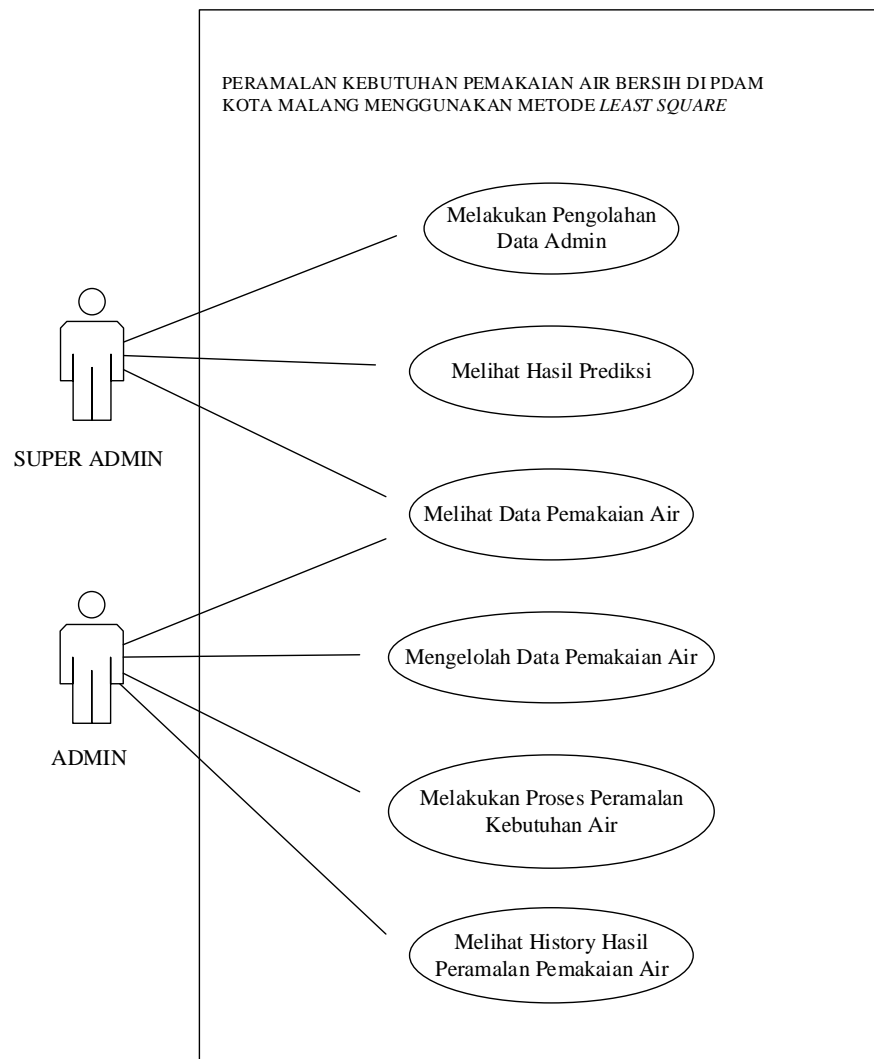 PERAMALAN KEBUTUHAN PEMAKAIAN AIR BERSIH DI PDAM
KOTA MALANG MENGGUNAKAN METODE LEAST SQUARE
Melakukan Pengolahan
Data Admin
Melihat Hasil Prediksi
SUPER ADMIN
Melihat Data Pemakaian Air
Mengelolah Data Pemakaian Air
ADMIN
Melakukan Proses Peramalan
Kebutuhan Air
Melihat History Hasil
Peramalan Pemakaian Air